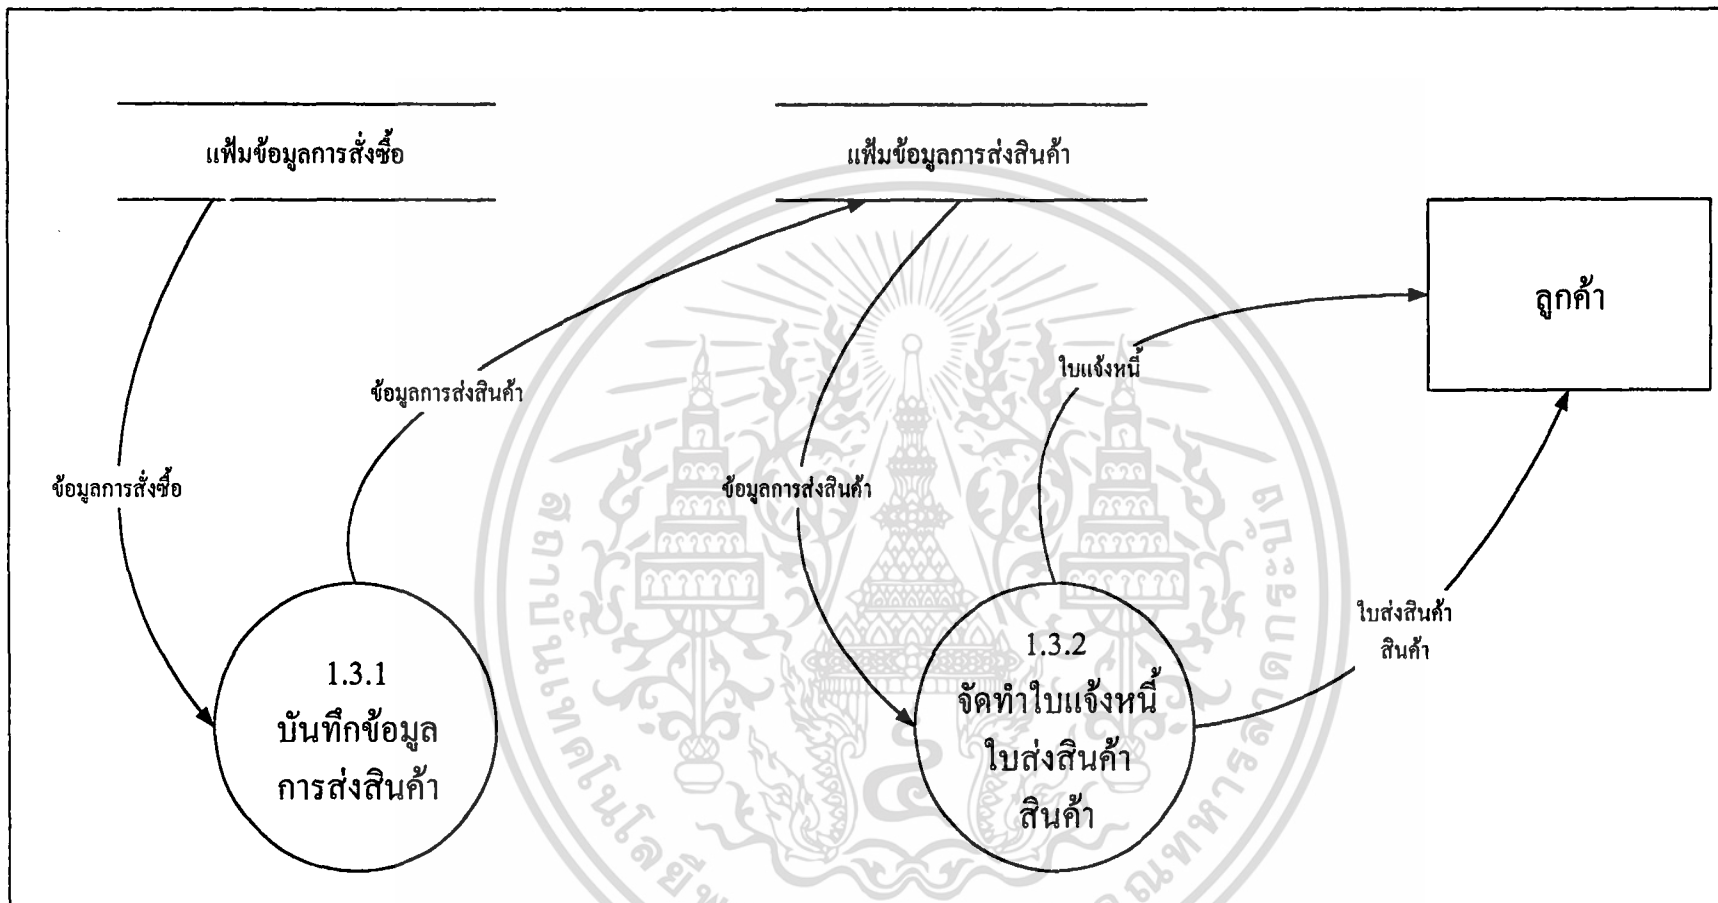 แฟ้มข้อมูลการสั่งซื้อ
แฟ้มข้อมูลการส่งสินค้า
ลูกค้า
ใบแจ้งหนี้
ข้อมูลการส่งสินค้า
ข้อมูลการสั่งซื้อ
ข้อมูลการส่งสินค้า
ใบส่งสินค้า
สินค้า
1.3.1
บันทึกข้อมูล
การส่งสินค้า
1.3.2
จัดทำใบแจ้งหนี้
ใบส่งสินค้า
สินค้า